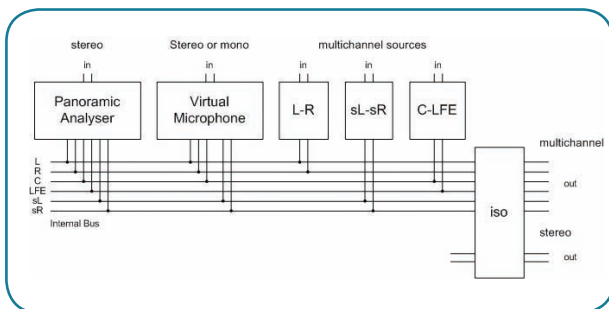 stereo
Stereo or mono
multichannel sources
in
in
in
in
in
Panoramic
Analyser
Virtual
Microphone
L-R
sL-sR
C-LFE
multichannel
L
R
C
LFE
sL
sR
out
iso
Internal Bus
stereo
out